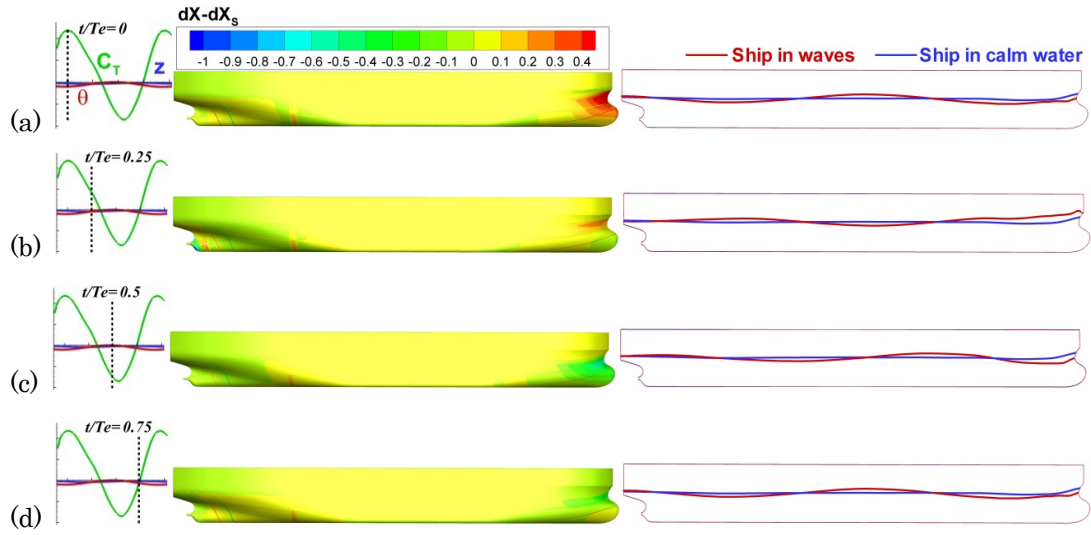 dX-dXS
t/Te=0
CT
z
θ
-1 -0.9 -0.8 -0.7 -0.6 -0.5 -0.4 -0.3 -0.2 -0.1 0 0.1 0.2 0.3 0.4
Ship in waves Ship in calm water
(a)
t/Te=0.25
(b)
t/Te=0.5
(c)
t/Te=0.75
(d)